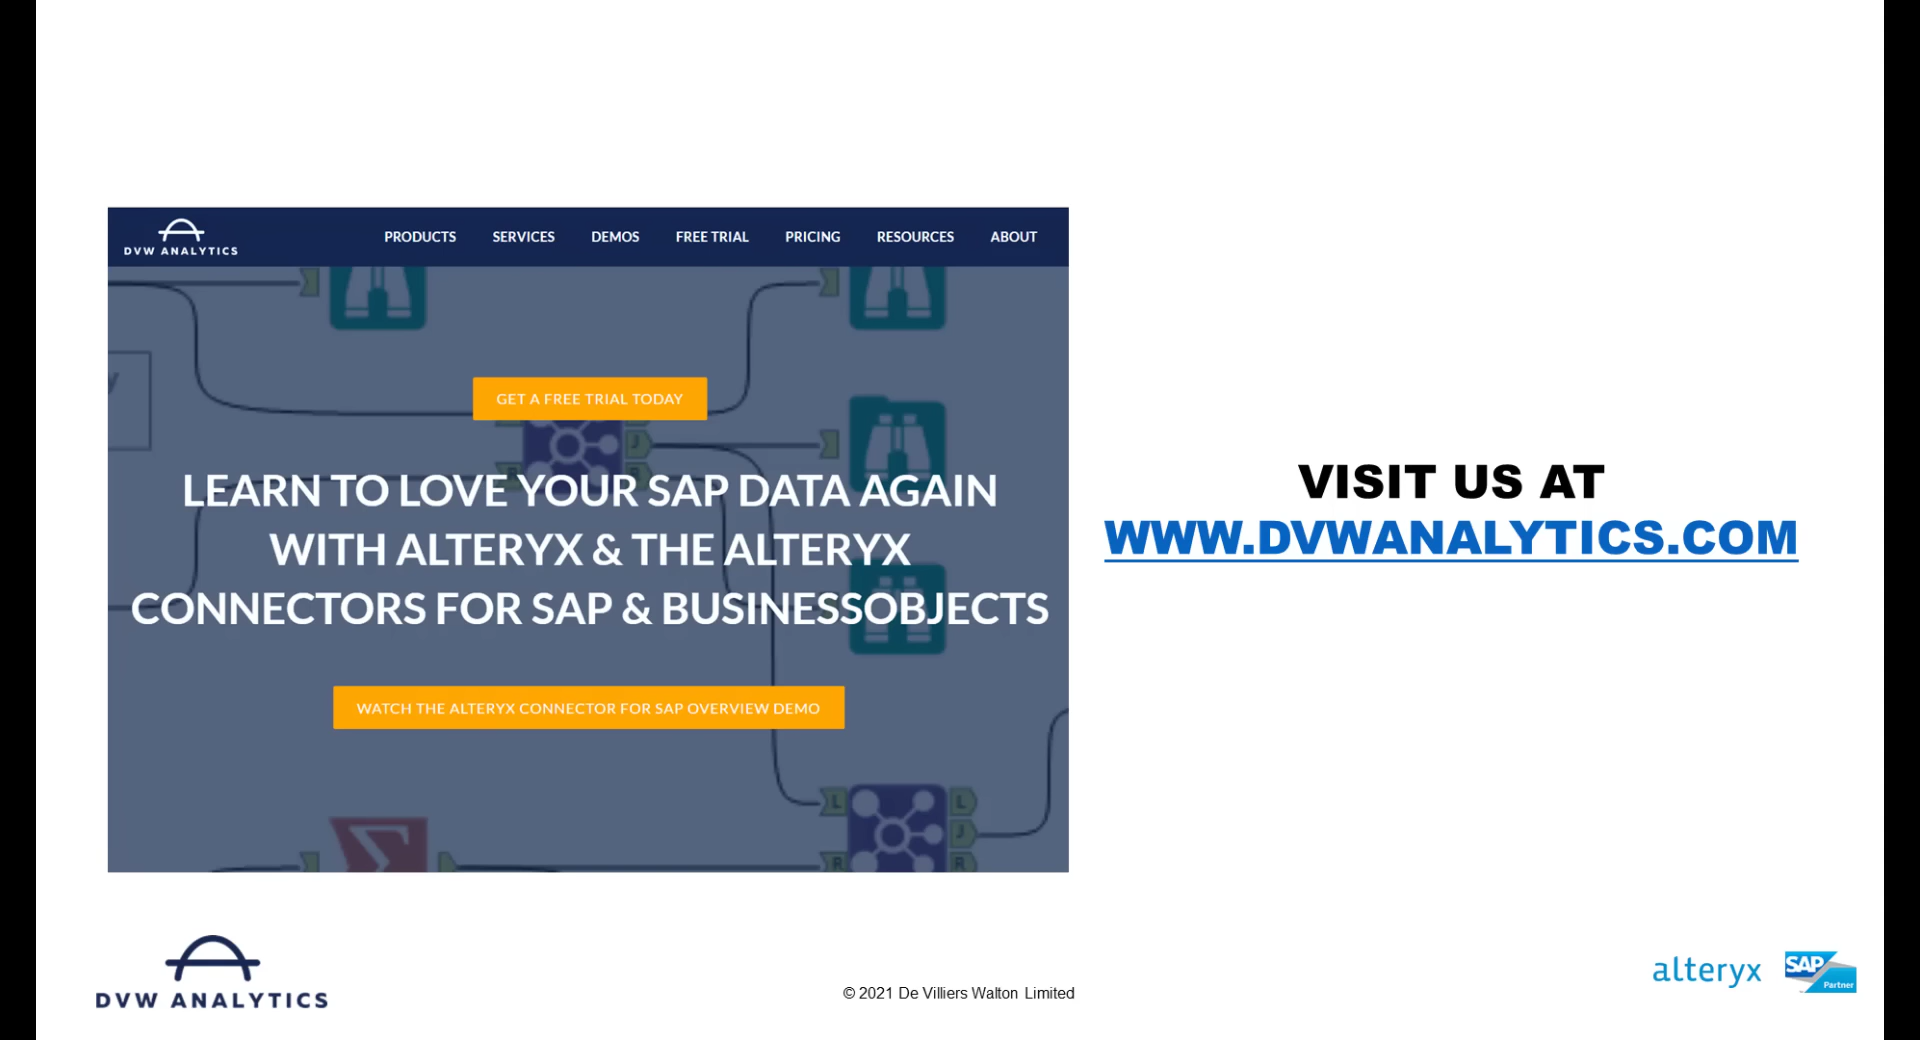 DVW ANALYTICS
PRODUCTS SERVICES DEMOS FREE TRIAL PRICING RESOURCES ABOUT
GET A FREE TRIAL TODAY
J
R
LEARN TO LOVE YOUR SAP DATA AGAIN
WITH ALTERYX & THE ALTERYX
CONNECTORS FOR SAP & BUSINESSOBJECTS
WATCH THE ALTERYX CONNECTOR FOR SAP OVERVIEW DEMO
L L
J
R R
VISIT US AT
WWW.DVWANALYTICS.COM
DVW ANALYTICS
© 2021 De Villiers Walton Limited
alteryx
SAP
Partner